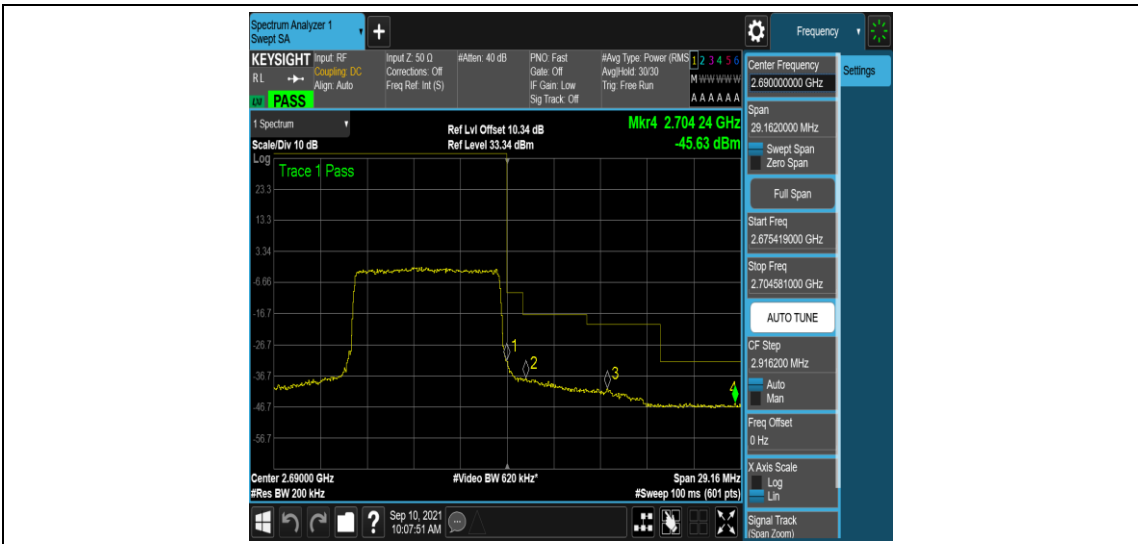 Spectrum Analyzer 1
Swept SA
+
Frequency
KEYSIGHT
RL
LXI PASS
Input: RF
Coupling: DC
Align: Auto
Input Z: 50 Ω
Corrections: Off
Freq Ref: Int (S)
#Atten: 40 dB
PNO: Fast
Gate: Off
IF Gain: Low
Sig Track: Off
#Avg Type: Power (RMS
Avg|Hold: 30/30
Trig: Free Run
1 2 3 4 5 6
M W W W W W
A A A A A A
1 Spectrum
Scale/Div 10 dB
Ref Lvl Offset 10.34 dB
Ref Level 33.34 dBm
Mkr4 2.704 24 GHz
-45.63 dBm
Log
Trace 1 Pass
23.3
13.3
3.34
-6.66
-16.7
-26.7
-36.7
-46.7
-56.7
1
2
3
4
Center 2.69000 GHz
#Res BW 200 kHz
#Video BW 620 kHz*
Span 29.16 MHz
#Sweep 100 ms (601 pts)
?
Sep 10, 2021
10:07:51 AM
Center Frequency
2.690000000 GHz
Settings
Span
29.1620000 MHz
Swept Span
Zero Span
Full Span
Start Freq
2.675419000 GHz
Stop Freq
2.704581000 GHz
AUTO TUNE
CF Step
2.916200 MHz
Auto
Man
Freq Offset
0 Hz
X Axis Scale
Log
Lin
Signal Track
(Span Zoom)